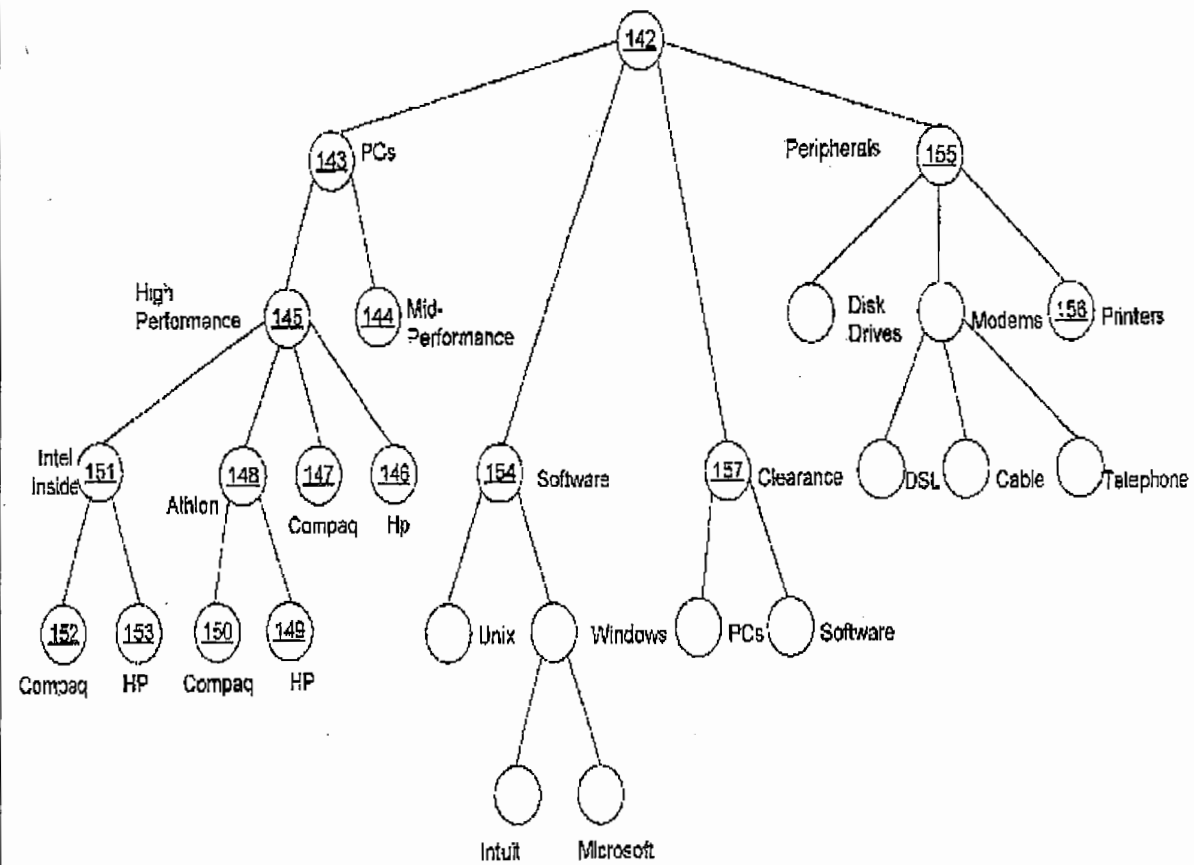 142
143 PCs
Peripherals 155
High
Performance 145
144 Mid-
Performance
Disk
Drives
Modems
156 Printers
Intel
Inside 151
Athlon 148
147
Compaq
146
Hp
154 Software
157 Clearance
DSL
Cable
Telephone
152
Compaq
153
HP
150
Compaq
149
HP
Unix
Windows
PCs
Software
Intuit
Microsoft